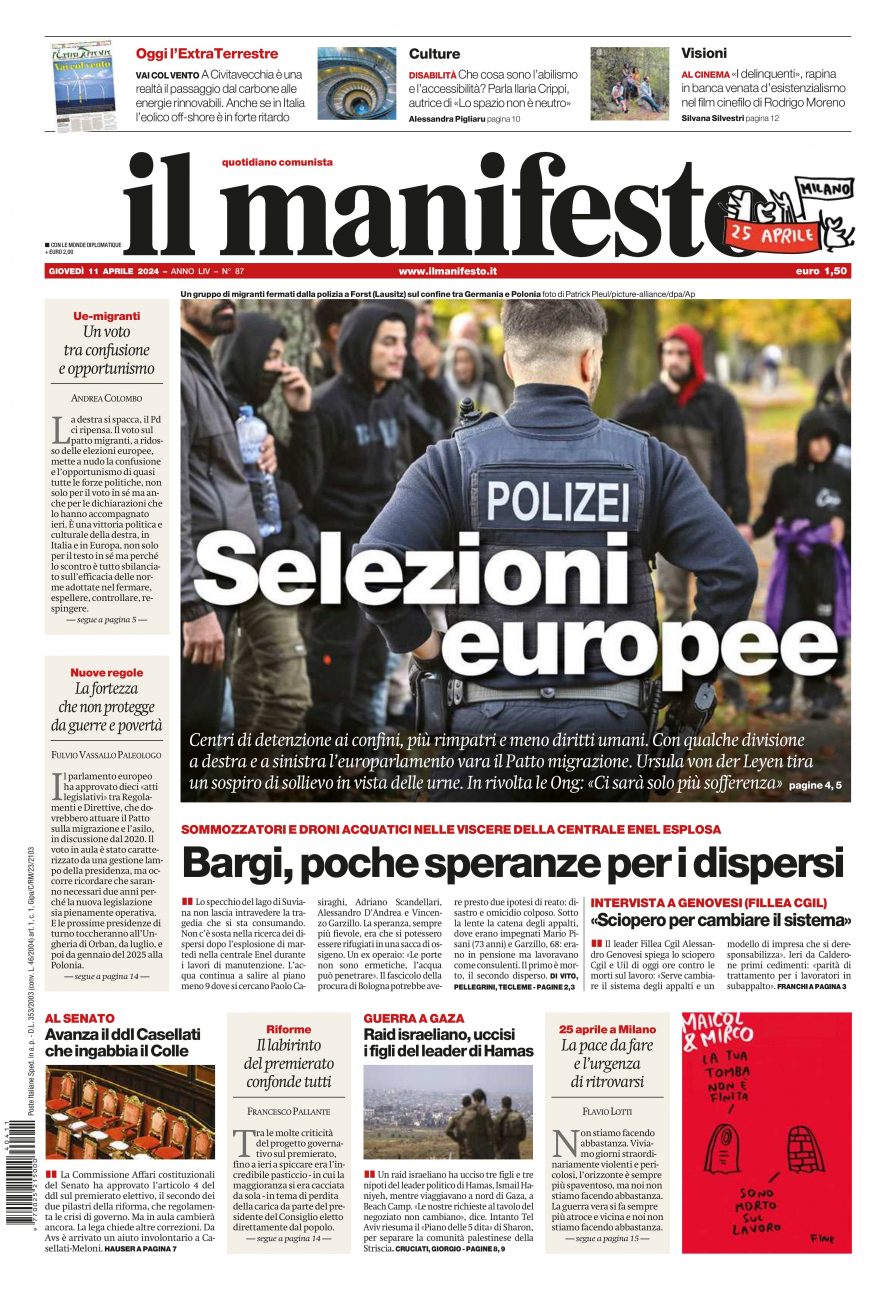 l'ExtraTerrestre
Vai col vento
Oggi l'ExtraTerrestre
VAI COL VENTO A Civitavecchia è una
realtà il passaggio dal carbone alle
energie rinnovabili. Anche se in Italia
l'eolico off-shore è in forte ritardo
Culture
DISABILITÀ Che cosa sono l'abilismo
e l'accessibilità? Parla Ilaria Crippi,
autrice di «Lo spazio non è neutro»
Alessandra Pigliaru pagina 10
Visioni
AL CINEMA «I delinquenti», rapina
in banca venata d'esistenzialismo
nel film cinefilo di Rodrigo Moreno
Silvana Silvestri pagina 12
quotidiano comunista
il manifesto
MILANO
25 APRILE
■ CON LE MONDE DIPLOMATIQUE
+ EURO 2,00
GIOVEDÌ 11 APRILE 2024 – ANNO LIV – N° 87
www.ilmanifesto.it
euro 1,50
Un gruppo di migranti fermati dalla polizia a Forst (Lausitz) sul confine tra Germania e Polonia foto di Patrick Pleul/picture-alliance/dpa/Ap
Ue-migranti
Un voto
tra confusione
e opportunismo
ANDREA COLOMBO
La destra si spacca, il Pd
ci ripensa. Il voto sul
patto migranti, a ridos-
so delle elezioni europee,
mette a nudo la confusione
e l'opportunismo di quasi
tutte le forze politiche, non
solo per il voto in sé ma an-
che per le dichiarazioni che
lo hanno accompagnato
ieri. È una vittoria politica e
culturale della destra, in
Italia e in Europa, non solo
per il testo in sé ma perché
lo scontro è tutto sbilancia-
to sull'efficacia delle nor-
me adottate nel fermare,
espellere, controllare, re-
spingere.
— segue a pagina 5 —
Nuove regole
La fortezza
che non protegge
da guerre e povertà
FULVIO VASSALLO PALEOLOGO
Il parlamento europeo
ha approvato dieci «atti
legislativi» tra Regola-
menti e Direttive, che do-
vrebbero attuare il Patto
sulla migrazione e l'asilo,
in discussione dal 2020. Il
voto in aula è stato caratte-
rizzato da una gestione lam-
po della presidenza, ma oc-
corre ricordare che saran-
no necessari due anni per-
ché la nuova legislazione
sia pienamente operativa.
E le prossime presidenze di
turno toccheranno all'Un-
gheria di Orban, da luglio, e
poi da gennaio del 2025 alla
Polonia.
— segue a pagina 14 —
POLIZEI
Selezioni
europee
Centri di detenzione ai confini, più rimpatri e meno diritti umani. Con qualche divisione
a destra e a sinistra l'europarlamento vara il Patto migrazione. Ursula von der Leyen tira
un sospiro di sollievo in vista delle urne. In rivolta le Ong: «Ci sarà solo più sofferenza» pagine 4, 5
SOMMOZZATORI E DRONI ACQUATICI NELLE VISCERE DELLA CENTRALE ENEL ESPLOSA
Bargi, poche speranze per i dispersi
Lo specchio del lago di Suvia-
na non lascia intravedere la tra-
gedia che si sta consumando.
Non c'è sosta nella ricerca dei di-
spersi dopo l'esplosione di mar-
tedì nella centrale Enel durante
i lavori di manutenzione. L'ac-
qua continua a salire al piano
meno 9 dove si cercano Paolo Ca-
siraghi, Adriano Scandellari,
Alessandro D'Andrea e Vincen-
zo Garzillo. La speranza, sempre
più fievole, era che si potessero
essere rifugiati in una sacca di os-
sigeno. Un ex operaio: «Le porte
non sono ermetiche, l'acqua
può penetrare». Il fascicolo della
procura di Bologna potrebbe ave-
re presto due ipotesi di reato: di-
sastro e omicidio colposo. Sotto
la lente la catena degli appalti,
dove erano impegnati Mario Pi-
sani (73 anni) e Garzillo, 68: era-
no in pensione ma lavoravano
come consulenti. Il primo è mor-
to, il secondo disperso. DI VITO,
PELLEGRINI, TECLEME - PAGINE 2,3
INTERVISTA A GENOVESI (FILLEA CGIL)
«Sciopero per cambiare il sistema»
Il leader Fillea Cgil Alessan-
dro Genovesi spiega lo sciopero
Cgil e Uil di oggi ore contro le
morti sul lavoro: «Serve cambia-
re il sistema degli appalti e un
modello di impresa che si dere-
sponsabilizza». Ieri da Caldero-
ne primi cedimenti: «parità di
trattamento per i lavoratori in
subappalto». FRANCHI A PAGINA 3
AL SENATO
Avanza il ddl Casellati
che ingabbia il Colle
La Commissione Affari costituzionali
del Senato ha approvato l'articolo 4 del
ddl sul premierato elettivo, il secondo dei
due pilastri della riforma, che regolamen-
ta le crisi di governo. Ma in aula cambierà
ancora. La lega chiede altre correzioni. Da
Avs è arrivato un aiuto involontario a Ca-
sellati-Meloni. HAUSER A PAGINA 7
Riforme
Il labirinto
del premierato
confonde tutti
FRANCESCO PALLANTE
Tra le molte criticità
del progetto governa-
tivo sul premierato,
fino a ieri a spiccare era l'in-
credibile pasticcio - in cui la
maggioranza si era cacciata
da sola - in tema di perdita
della carica da parte del pre-
sidente del Consiglio eletto
direttamente dal popolo.
— segue a pagina 14 —
GUERRA A GAZA
Raid israeliano, uccisi
i figli del leader di Hamas
Un raid israeliano ha ucciso tre figli e tre
nipoti del leader politico di Hamas, Ismail Ha-
niyeh, mentre viaggiavano a nord di Gaza, a
Beach Camp. «Le nostre richieste al tavolo del
negoziato non cambiano», dice. Intanto Tel
Aviv riesuma il «Piano delle 5 dita» di Sharon,
per separare la comunità palestinese della
Striscia. CRUCIATI, GIORGIO - PAGINE 8, 9
25 aprile a Milano
La pace da fare
e l'urgenza
di ritrovarsi
FLAVIO LOTTI
Non stiamo facendo
abbastanza. Vivia-
mo giorni straordi-
nariamente violenti e peri-
colosi, l'orizzonte è sempre
più spaventoso, ma noi non
stiamo facendo abbastanza.
La guerra vera si fa sempre
più atroce e vicina e noi non
stiamo facendo abbastanza.
— segue a pagina 15 —
MAICOL
& MIRCO
LA TUA
TOMBA
NON È
FINITA
SONO
MORTO
SUL
LAVORO
FINE
Poste Italiane Sped. in a. p. - D.L. 353/2003 (conv. L. 46/2004) art. 1, c. 1, Gipa/C/RM/23/2103
40411
9 770025 215000